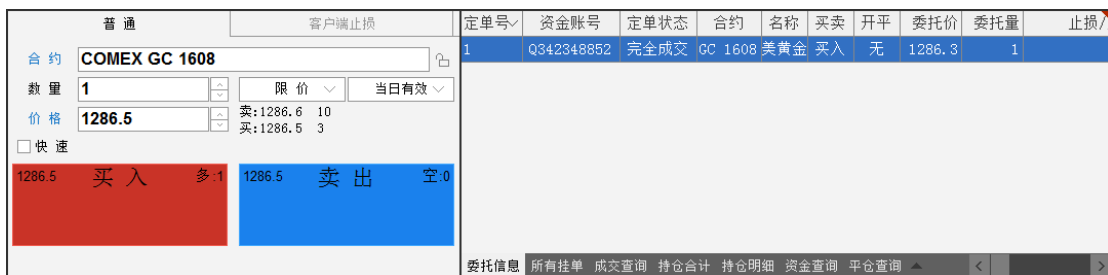 普通 客户端止损
合约 COMEX GC 1608
数量 1 限价 当日有效
价格 1286.5 卖:1286.6 10
买:1286.5 3
快速
1286.5 买入 多:1 1286.5 卖出 空:0
定单号 资金账号 定单状态 合约 名称 买卖 开平 委托价 委托量 止损/
1 Q342348852 完全成交 GC 1608 美黄金 买入 无 1286.3 1
委托信息 所有挂单 成交查询 持仓合计 持仓明细 资金查询 平仓查询